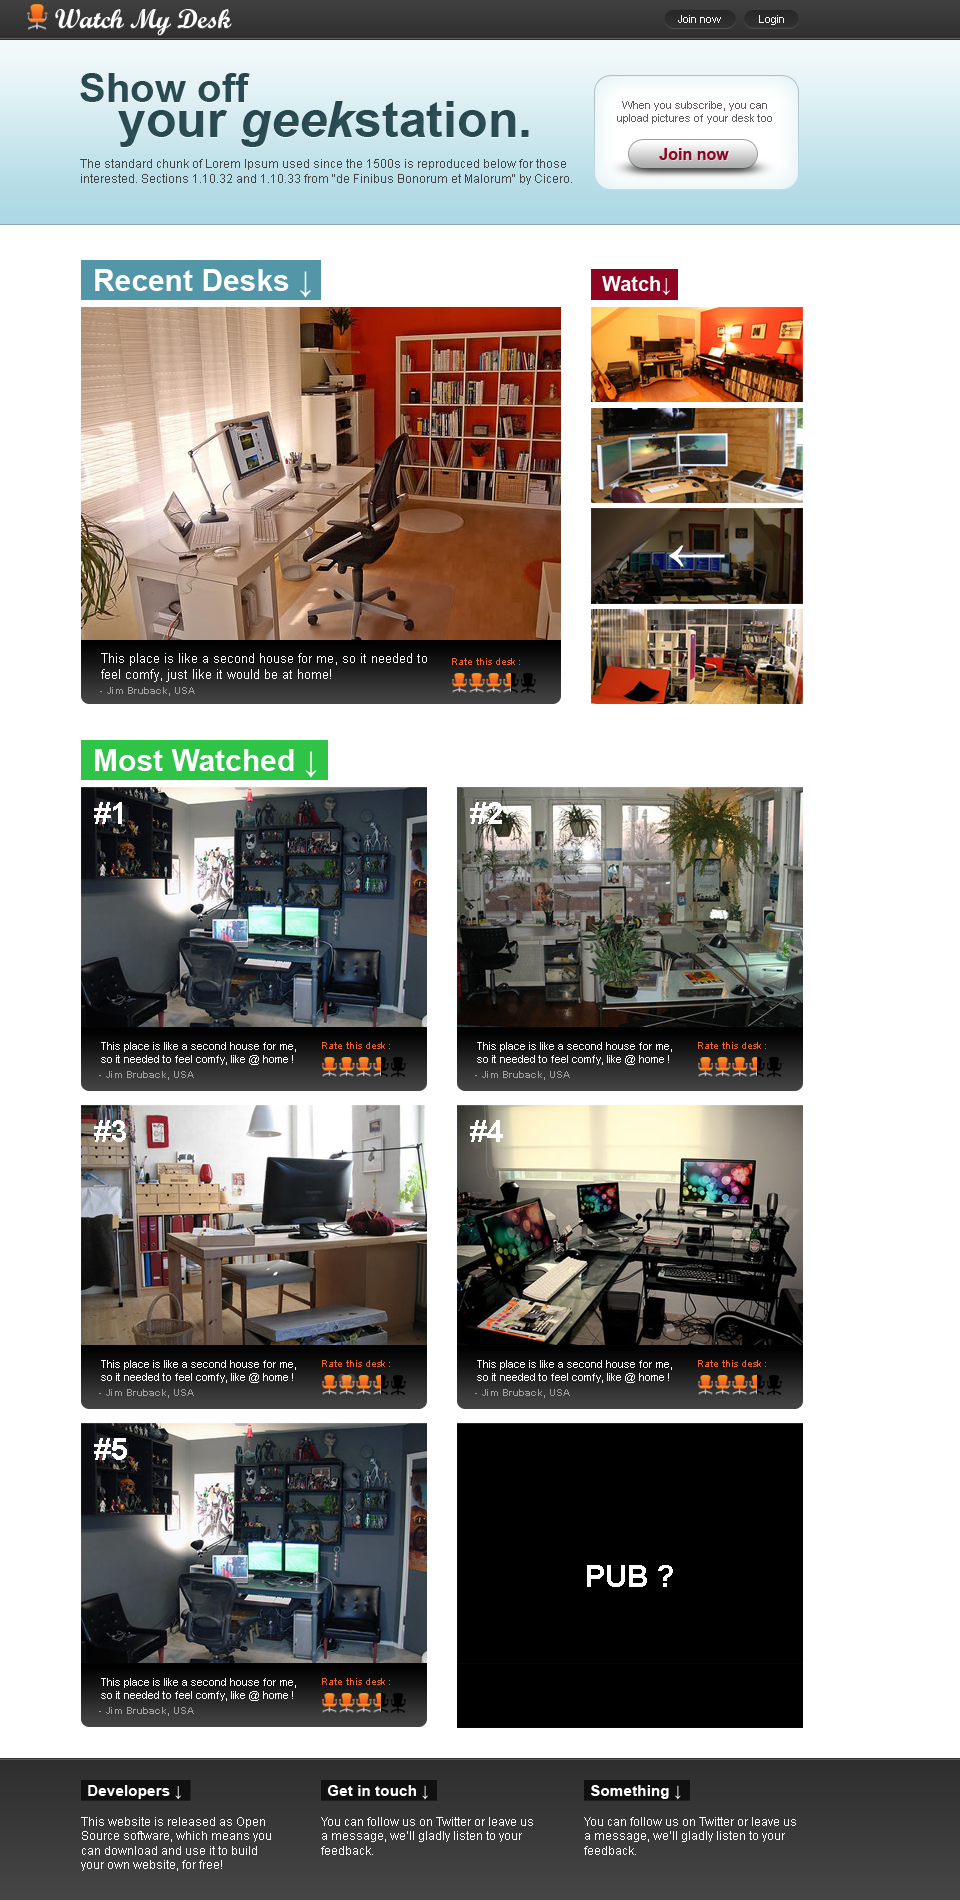 Watch My Desk
Join now
Login
Show off
your geekstation.
The standard chunk of Lorem Ipsum used since the 1500s is reproduced below for those
interested. Sections 1.10.32 and 1.10.33 from "de Finibus Bonorum et Malorum" by Cicero.
When you subscribe, you can
upload pictures of your desk too
Join now
Recent Desks ↓
Watch↓
This place is like a second house for me, so it needed to
feel comfy, just like it would be at home!
- Jim Bruback, USA
Rate this desk :
Most Watched ↓
#1
This place is like a second house for me,
so it needed to feel comfy, like @ home !
- Jim Bruback, USA
Rate this desk :
#2
This place is like a second house for me,
so it needed to feel comfy, like @ home !
- Jim Bruback, USA
Rate this desk :
#3
This place is like a second house for me,
so it needed to feel comfy, like @ home !
- Jim Bruback, USA
Rate this desk :
#4
This place is like a second house for me,
so it needed to feel comfy, like @ home !
- Jim Bruback, USA
Rate this desk :
#5
This place is like a second house for me,
so it needed to feel comfy, like @ home !
- Jim Bruback, USA
Rate this desk :
PUB ?
Developers ↓
This website is released as Open
Source software, which means you
can download and use it to build
your own website, for free!
Get in touch ↓
You can follow us on Twitter or leave us
a message, we'll gladly listen to your
feedback.
Something ↓
You can follow us on Twitter or leave us
a message, we'll gladly listen to your
feedback.